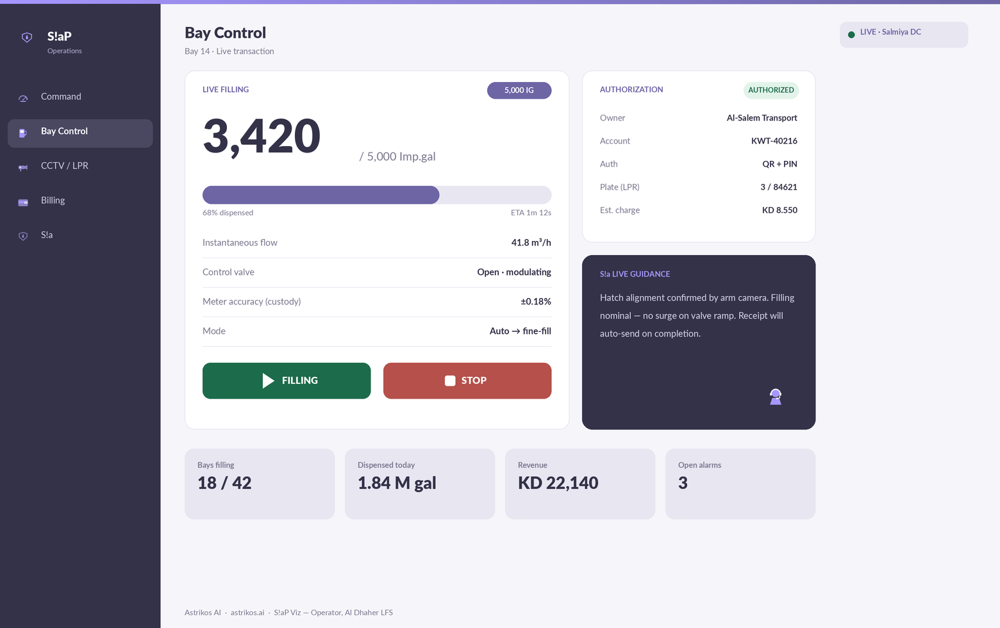 S!aP
Operations
Command
Bay Control
CCTV / LPR
Billing
S!a
Bay Control
Bay 14 · Live transaction
LIVE · Salmiya DC
LIVE FILLING
5,000 IG
3,420 / 5,000 Imp.gal
68% dispensed
ETA 1m 12s
Instantaneous flow
41.8 m³/h
Control valve
Open · modulating
Meter accuracy (custody)
±0.18%
Mode
Auto → fine-fill
FILLING
STOP
AUTHORIZATION
AUTHORIZED
Owner
Al-Salem Transport
Account
KWT-40216
Auth
QR + PIN
Plate (LPR)
3 / 84621
Est. charge
KD 8.550
S!a LIVE GUIDANCE
Hatch alignment confirmed by arm camera. Filling
nominal — no surge on valve ramp. Receipt will
auto-send on completion.
Bays filling
18 / 42
Dispensed today
1.84 M gal
Revenue
KD 22,140
Open alarms
3
Astrikos AI · astrikos.ai · S!aP Viz — Operator, Al Dhaher LFS